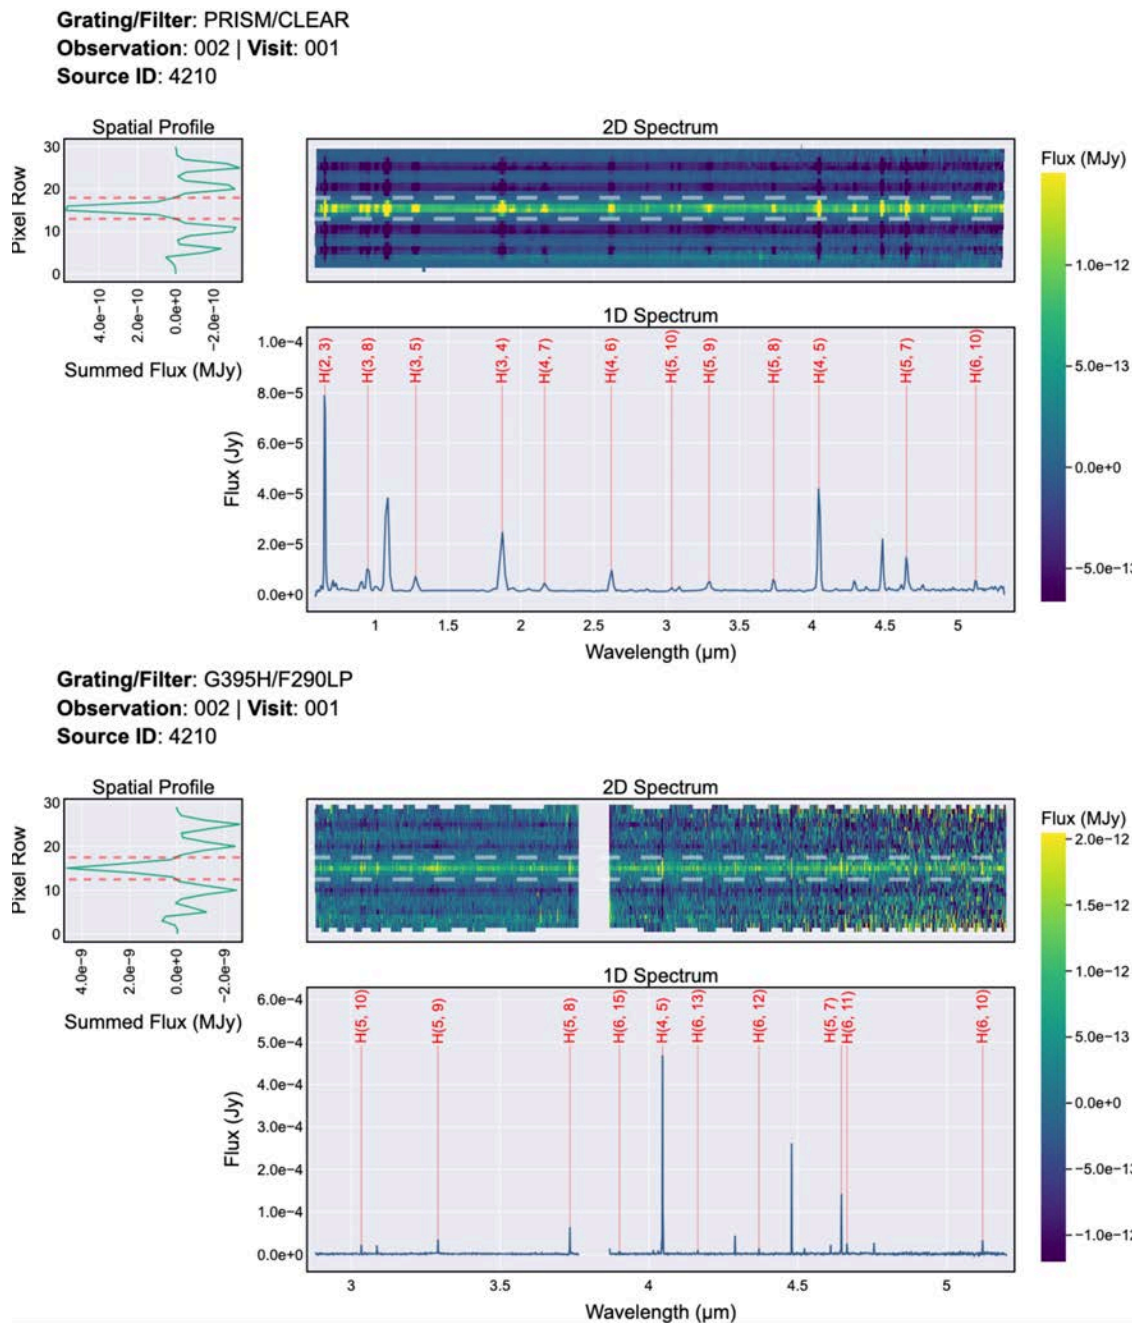 Grating/Filter: PRISM/CLEAR
Observation: 002 | Visit: 001
Source ID: 4210
Spatial Profile
2D Spectrum
Flux (MJy)
Pixel Row
30
20
10
0
1.0e-12
5.0e-13
0.0e+0
−5.0e-13
4.0e-10
2.0e-10
0.0e+0
−2.0e-10
Summed Flux (MJy)
1D Spectrum
Flux (Jy)
1.0e-4
8.0e-5
6.0e-5
4.0e-5
2.0e-5
0.0e+0
H(2, 3)
H(3, 8)
H(3, 5)
H(3, 4)
H(4, 7)
H(4, 6)
H(5, 10)
H(5, 9)
H(5, 8)
H(4, 5)
H(5, 7)
H(6, 10)
1 1.5 2 2.5 3 3.5 4 4.5 5
Wavelength (μm)
Grating/Filter: G395H/F290LP
Observation: 002 | Visit: 001
Source ID: 4210
Spatial Profile
2D Spectrum
Flux (MJy)
Pixel Row
30
20
10
0
2.0e-12
1.5e-12
1.0e-12
5.0e-13
0.0e+0
−5.0e-13
−1.0e-12
4.0e-9
2.0e-9
0.0e+0
−2.0e-9
Summed Flux (MJy)
1D Spectrum
Flux (Jy)
6.0e-4
5.0e-4
4.0e-4
3.0e-4
2.0e-4
1.0e-4
0.0e+0
H(5, 10)
H(5, 9)
H(5, 8)
H(6, 15)
H(4, 5)
H(6, 13)
H(6, 12)
H(5, 7)
H(6, 11)
H(6, 10)
3 3.5 4 4.5 5
Wavelength (μm)